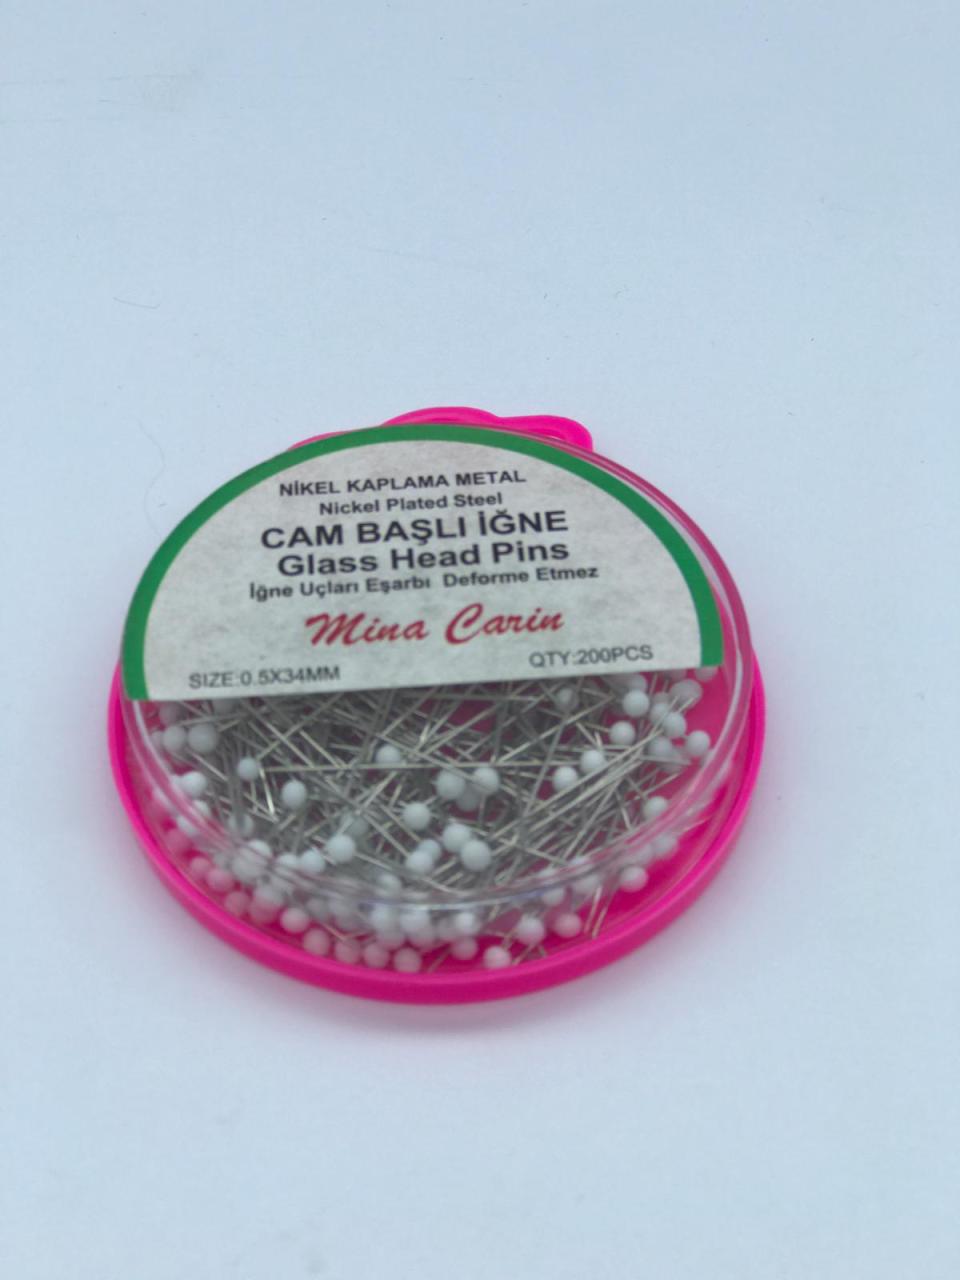 NİKEL KAPLAMA METAL
Nickel Plated Steel
CAM BAŞLI İĞNE
Glass Head Pins
İğne Uçları Eşarbı Deforme Etmez
Mina Carin
SIZE:0.5X34MM
QTY:200PCS